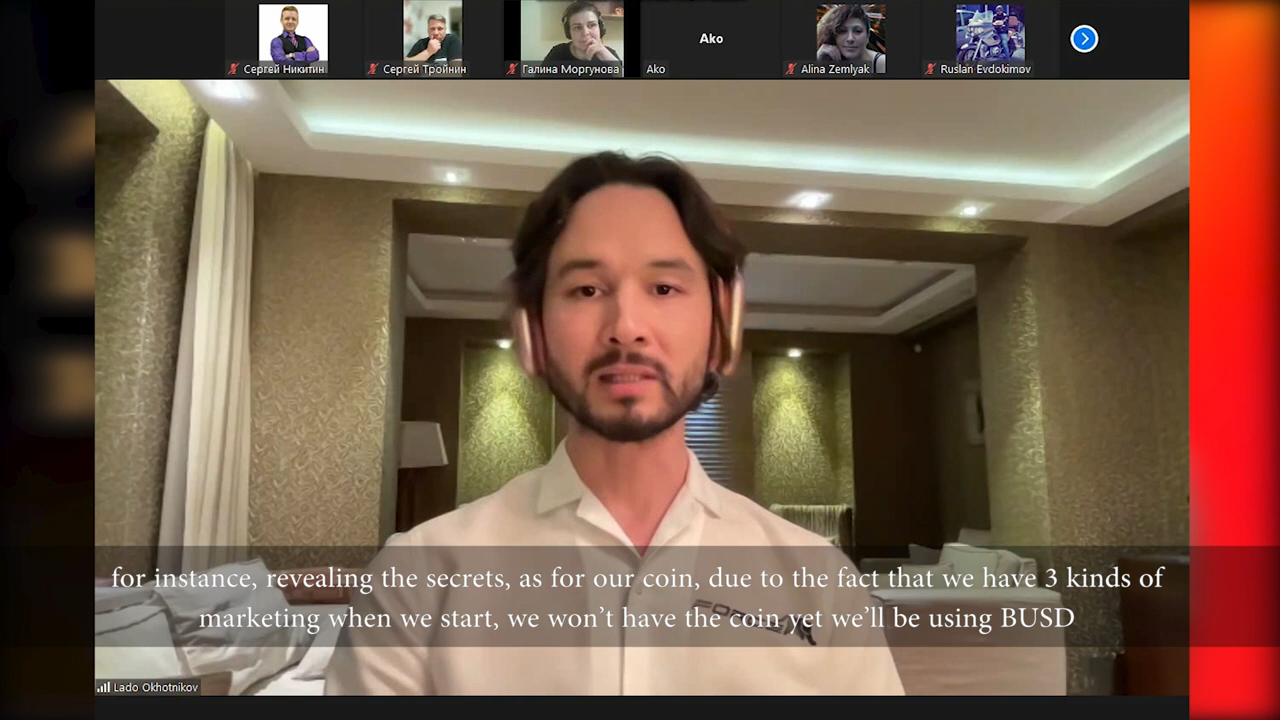 Ako
Сергей Никитин
Сергей Тройнин
Галина Моргунова
Ako
Alina Zemlyak
Ruslan Evdokimov
for instance, revealing the secrets, as for our coin, due to the fact that we have 3 kinds of
marketing when we start, we won't have the coin yet we'll be using BUSD
Lado Okhotnikov